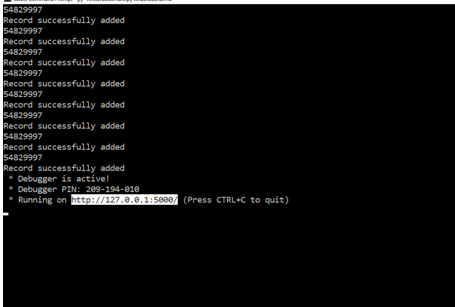 54829997
Record successfully added
54829997
Record successfully added
54829997
Record successfully added
54829997
Record successfully added
54829997
Record successfully added
54829997
Record successfully added
54829997
Record successfully added
54829997
Record successfully added
* Debugger is active!
* Debugger PIN: 209-194-010
* Running on http://127.0.0.1:5000/ (Press CTRL+C to quit)